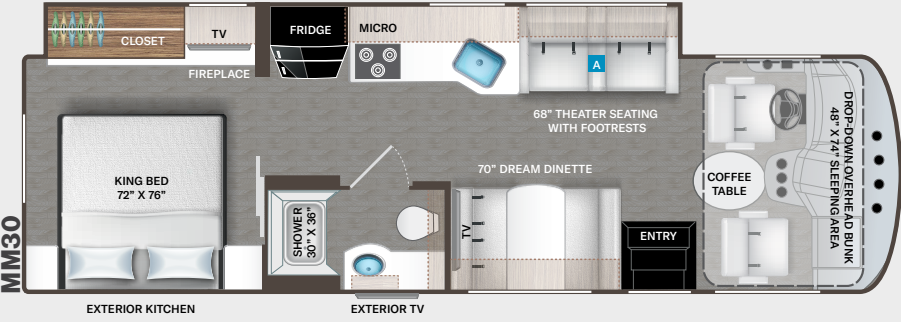 CLOSET
TV
FIREPLACE
FRIDGE
MICRO
A
68" THEATER SEATING
WITH FOOTRESTS
70" DREAM DINETTE
KING BED
72" X 76"
SHOWER
30" X 36"
TV
ENTRY
COFFEE
TABLE
DROP-DOWN OVERHEAD BUNK
48" X 74" SLEEPING AREA
MM30
EXTERIOR KITCHEN
EXTERIOR TV